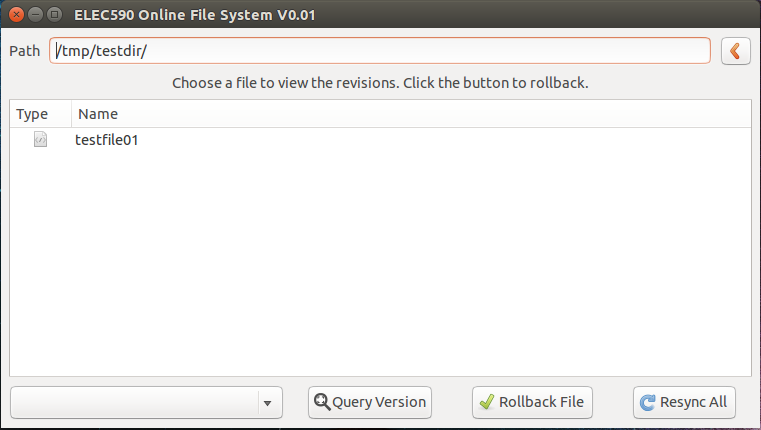 ELEC590 Online File System V0.01
Path /tmp/testdir/
Choose a file to view the revisions. Click the button to rollback.
Type Name
testfile01
Query Version Rollback File Resync All